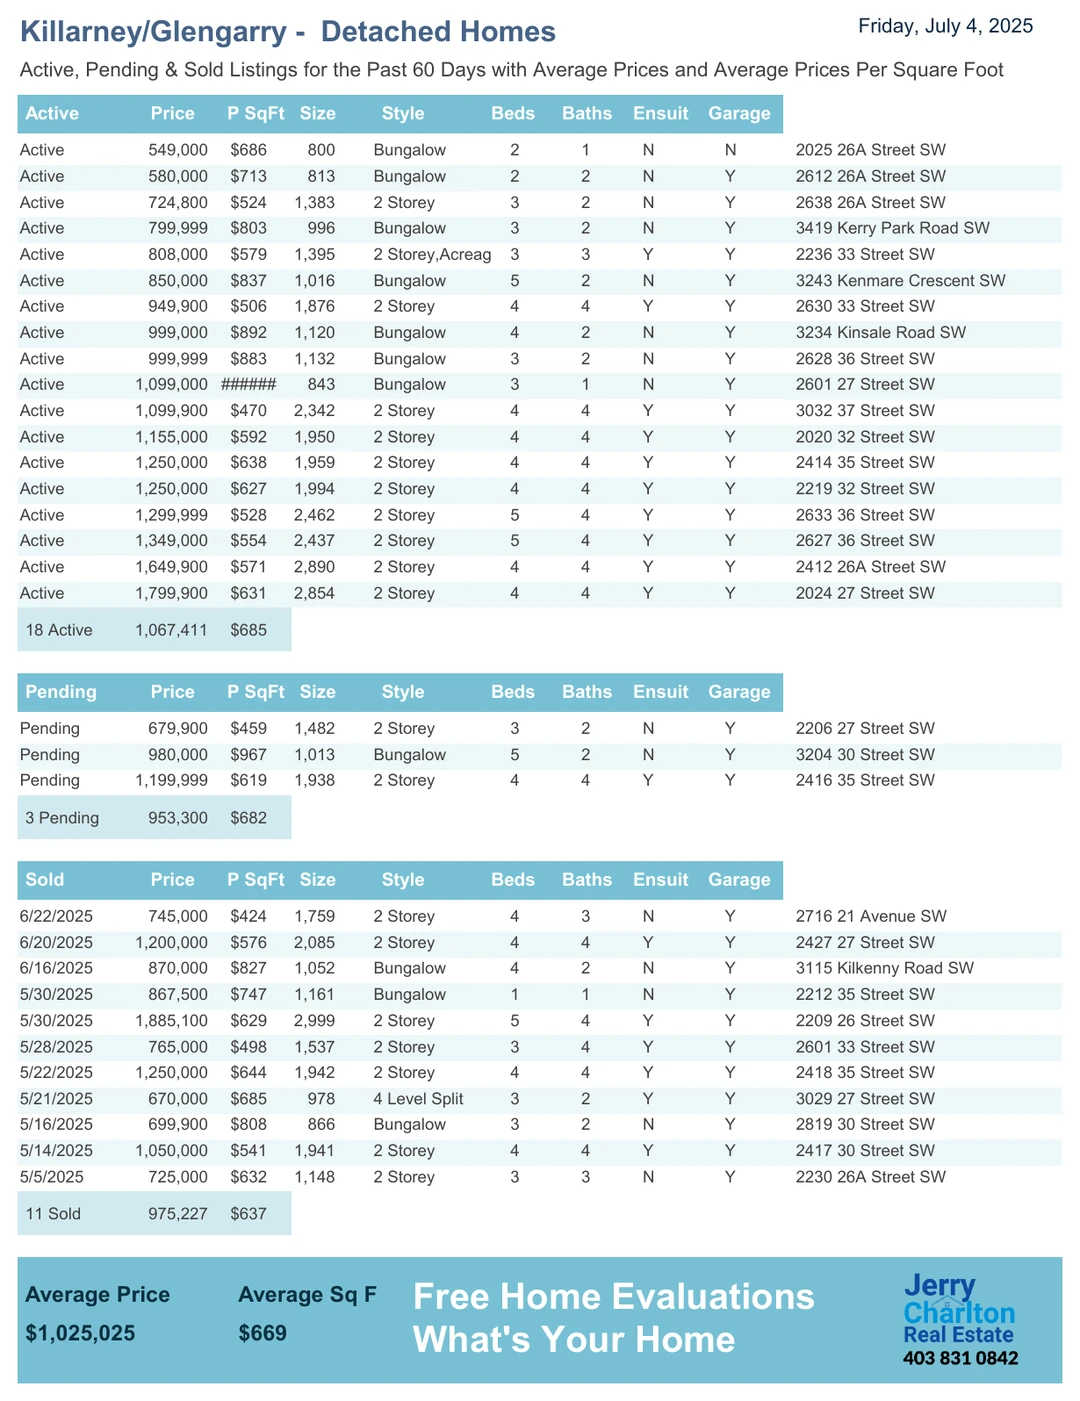 Killarney/Glengarry - Detached Homes
Friday, July 4, 2025
Active, Pending & Sold Listings for the Past 60 Days with Average Prices and Average Prices Per Square Foot
Active Price P SqFt Size Style Beds Baths Ensuit Garage
Active 549,000 $686 800 Bungalow 2 1 N N 2025 26A Street SW
Active 580,000 $713 813 Bungalow 2 2 N Y 2612 26A Street SW
Active 724,800 $524 1,383 2 Storey 3 2 N Y 2638 26A Street SW
Active 799,999 $803 996 Bungalow 3 2 N Y 3419 Kerry Park Road SW
Active 808,000 $579 1,395 2 Storey,Acreag 3 3 Y Y 2236 33 Street SW
Active 850,000 $837 1,016 Bungalow 5 2 N Y 3243 Kenmare Crescent SW
Active 949,900 $506 1,876 2 Storey 4 4 Y Y 2630 33 Street SW
Active 999,000 $892 1,120 Bungalow 4 2 N Y 3234 Kinsale Road SW
Active 999,999 $883 1,132 Bungalow 3 2 N Y 2628 36 Street SW
Active 1,099,000 ###### 843 Bungalow 3 1 N Y 2601 27 Street SW
Active 1,099,900 $470 2,342 2 Storey 4 4 Y Y 3032 37 Street SW
Active 1,155,000 $592 1,950 2 Storey 4 4 Y Y 2020 32 Street SW
Active 1,250,000 $638 1,959 2 Storey 4 4 Y Y 2414 35 Street SW
Active 1,250,000 $627 1,994 2 Storey 4 4 Y Y 2219 32 Street SW
Active 1,299,999 $528 2,462 2 Storey 5 4 Y Y 2633 36 Street SW
Active 1,349,000 $554 2,437 2 Storey 5 4 Y Y 2627 36 Street SW
Active 1,649,900 $571 2,890 2 Storey 4 4 Y Y 2412 26A Street SW
Active 1,799,900 $631 2,854 2 Storey 4 4 Y Y 2024 27 Street SW
18 Active 1,067,411 $685
Pending Price P SqFt Size Style Beds Baths Ensuit Garage
Pending 679,900 $459 1,482 2 Storey 3 2 N Y 2206 27 Street SW
Pending 980,000 $967 1,013 Bungalow 5 2 N Y 3204 30 Street SW
Pending 1,199,999 $619 1,938 2 Storey 4 4 Y Y 2416 35 Street SW
3 Pending 953,300 $682
Sold Price P SqFt Size Style Beds Baths Ensuit Garage
6/22/2025 745,000 $424 1,759 2 Storey 4 3 N Y 2716 21 Avenue SW
6/20/2025 1,200,000 $576 2,085 2 Storey 4 4 Y Y 2427 27 Street SW
6/16/2025 870,000 $827 1,052 Bungalow 4 2 N Y 3115 Kilkenny Road SW
5/30/2025 867,500 $747 1,161 Bungalow 1 1 N Y 2212 35 Street SW
5/30/2025 1,885,100 $629 2,999 2 Storey 5 4 Y Y 2209 26 Street SW
5/28/2025 765,000 $498 1,537 2 Storey 3 4 Y Y 2601 33 Street SW
5/22/2025 1,250,000 $644 1,942 2 Storey 4 4 Y Y 2418 35 Street SW
5/21/2025 670,000 $685 978 4 Level Split 3 2 Y Y 3029 27 Street SW
5/16/2025 699,900 $808 866 Bungalow 3 2 N Y 2819 30 Street SW
5/14/2025 1,050,000 $541 1,941 2 Storey 4 4 Y Y 2417 30 Street SW
5/5/2025 725,000 $632 1,148 2 Storey 3 3 N Y 2230 26A Street SW
11 Sold 975,227 $637
Average Price Average Sq F
$1,025,025 $669
Free Home Evaluations
What's Your Home
Jerry
Charlton
Real Estate
403 831 0842